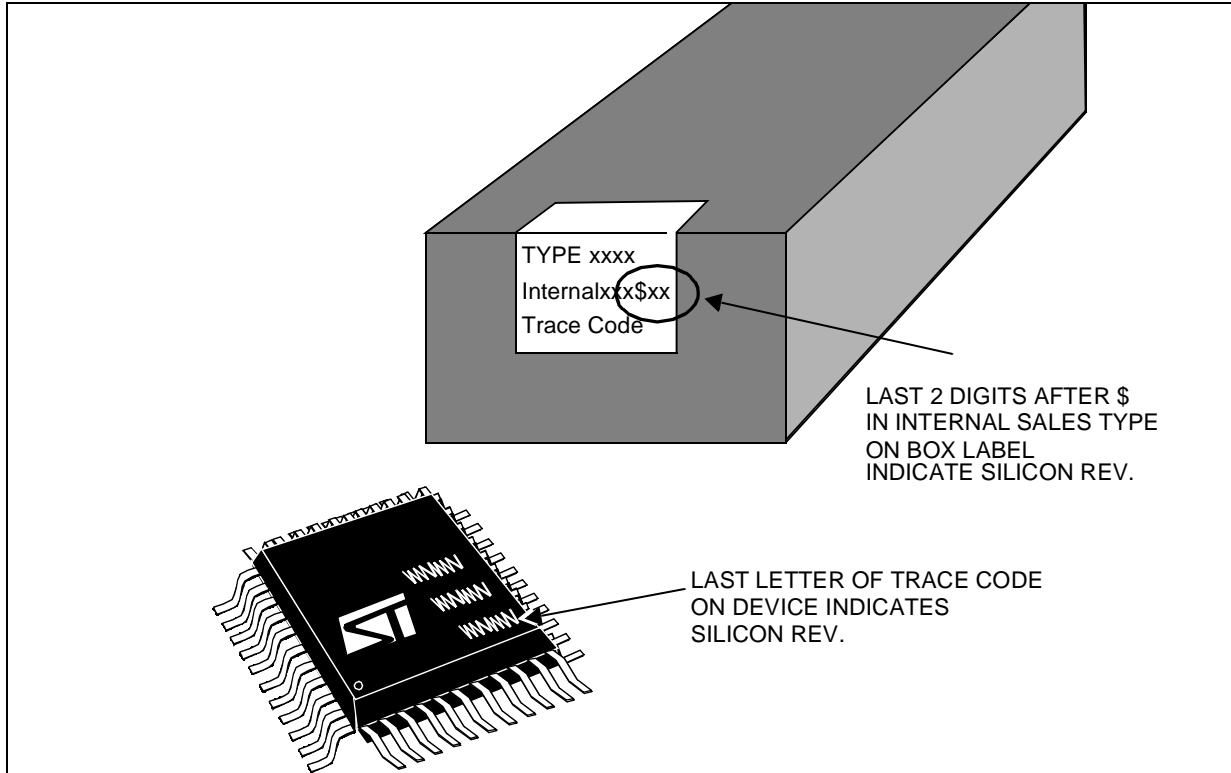 TYPE xxxx
Internalxxx$xx
Trace Code
LAST 2 DIGITS AFTER $
IN INTERNAL SALES TYPE
ON BOX LABEL
INDICATE SILICON REV.
LAST LETTER OF TRACE CODE
ON DEVICE INDICATES
SILICON REV.
ST